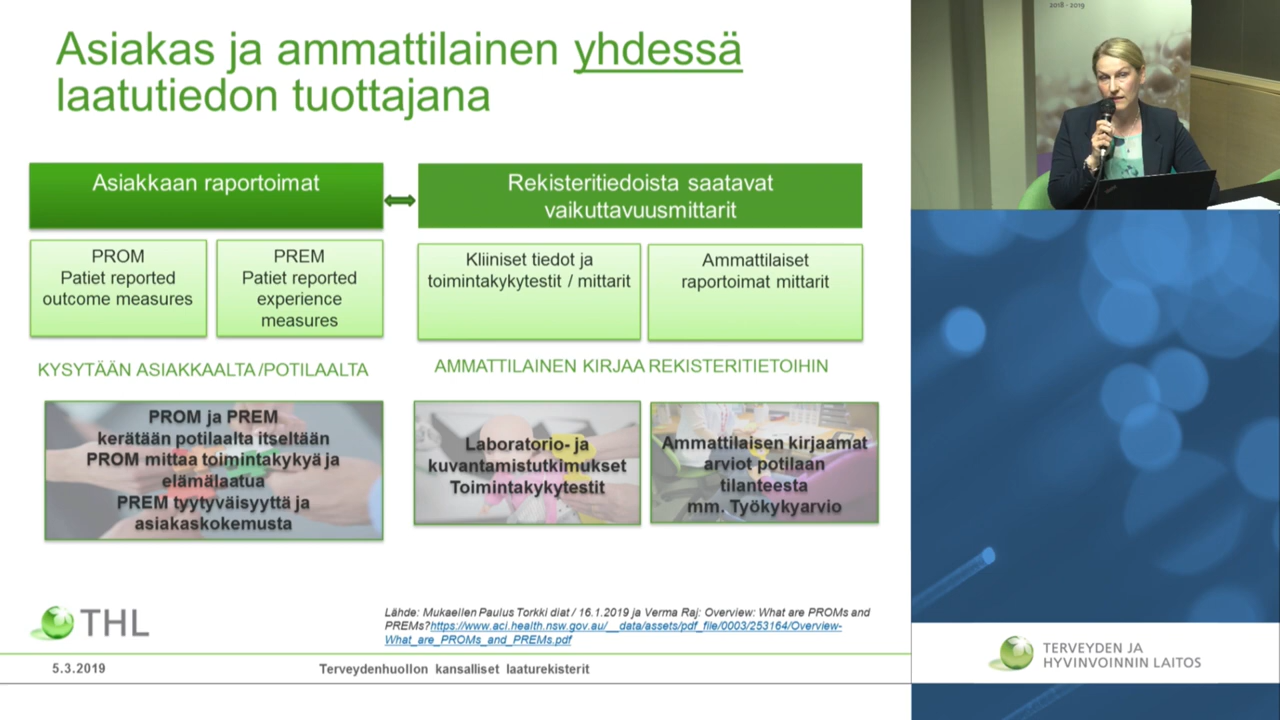 Asiakas ja ammattilainen yhdessä
laatutiedon tuottajana
Asiakkaan raportoimat
Rekisteritiedoista saatavat
vaikuttavuusmittarit
PROM
Patiet reported
outcome measures
PREM
Patiet reported
experience
measures
Kliiniset tiedot ja
toimintakykytestit / mittarit
Ammattilaiset
raportoimat mittarit
KYSYTÄÄN ASIAKKAALTA/POTILAALTA
AMMATTILAINEN KIRJAA REKISTERITIETOIHIN
PROM ja PREM
kerätään potilaalta itseltään
PROM mittaa toimintakykyä ja
elämälaatua
PREM tyytyväisyyttä ja
asiakaskokemusta
Laboratorio- ja
kuvantamistutkimukset
Toimintakykytestit
Ammattilaisen kirjaamat
arviot potilaan
tilanteesta
mm. Työkykyarvio
Lähde: Mukaellen Paulus Torkki diat / 16.1.2019 ja Verma Raj: Overview: What are PROMs and
PREMs?https://www.aci.health.nsw.gov.au/__data/assets/pdf_file/0003/253164/Overview-
What_are_PROMs_and_PREMs.pdf
THL
5.3.2019
Terveydenhuollon kansalliset laaturekisterit
2018 - 2019
TERVEYDEN JA
HYVINVOINNIN LAITOS